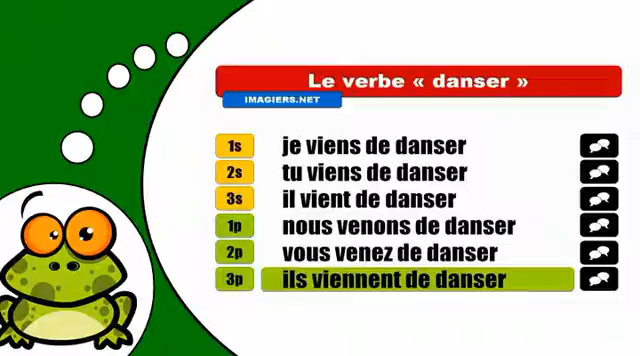 Le verbe « danser »
IMAGIERS.NET
1s je viens de danser
2s tu viens de danser
3s il vient de danser
1p nous venons de danser
2p vous venez de danser
3p ils viennent de danser